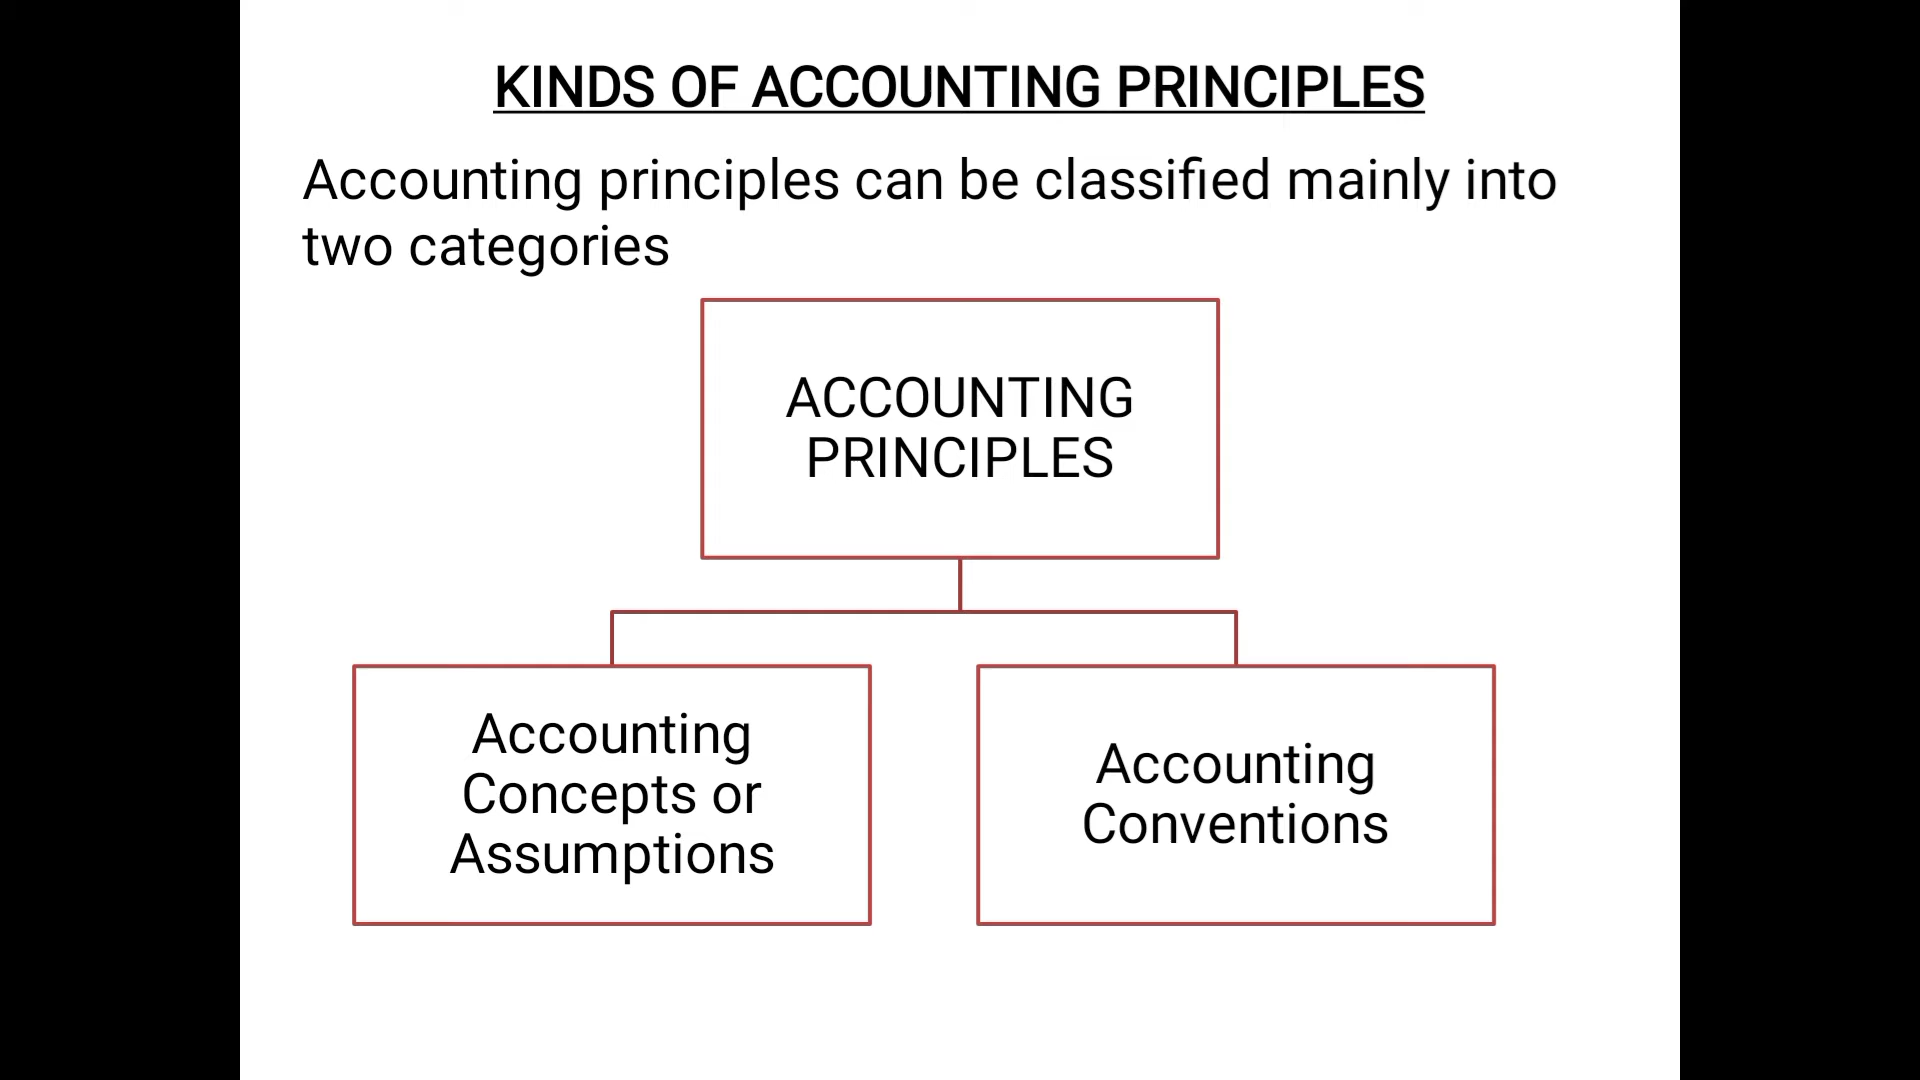 KINDS OF ACCOUNTING PRINCIPLES
Accounting principles can be classified mainly into
two categories
ACCOUNTING
PRINCIPLES
Accounting
Concepts or
Assumptions
Accounting
Conventions